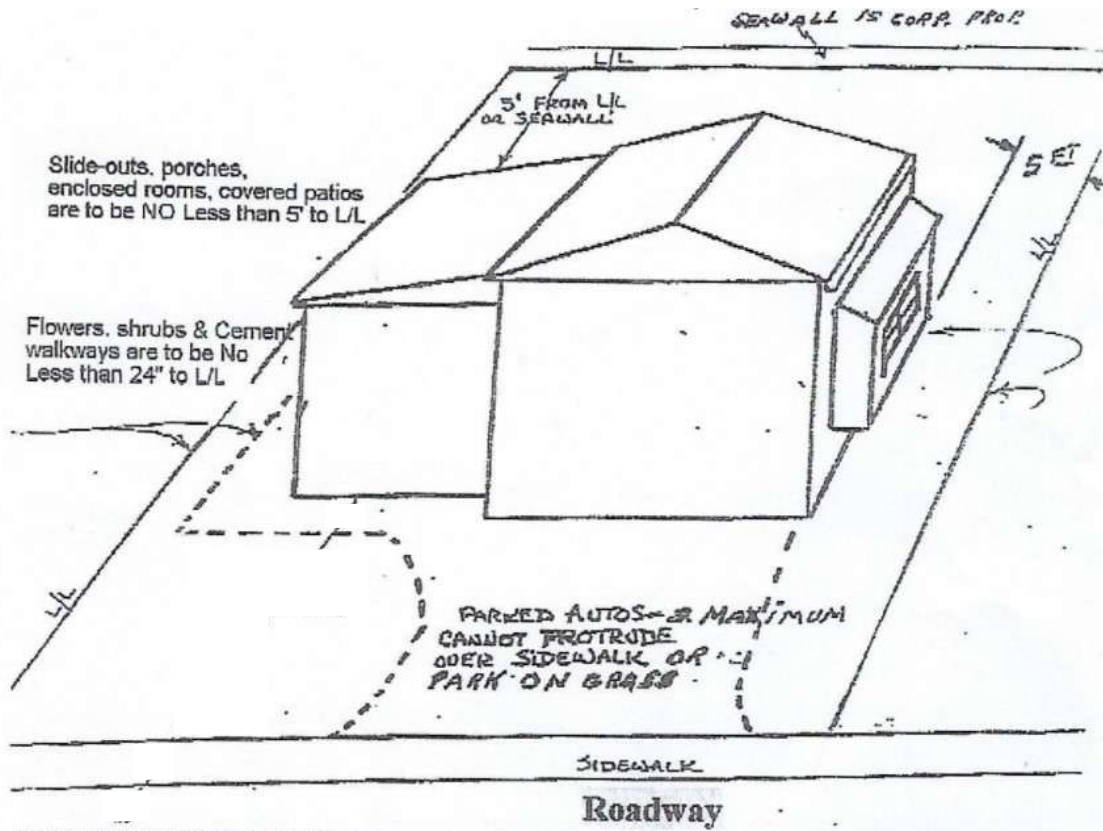 SEAWALL IS CORP. PROP.
L/L
5' FROM L/L
OR SEAWALL
5 FT
Slide-outs, porches,
enclosed rooms, covered patios
are to be NO Less than 5' to L/L
L/L
Flowers, shrubs & Cement
walkways are to be No
Less than 24" to L/L
L/L
PARKED AUTOS-2 MAXIMUM
CANNOT PROTRUDE
OVER SIDEWALK OR
PARK ON GRASS
SIDEWALK
Roadway